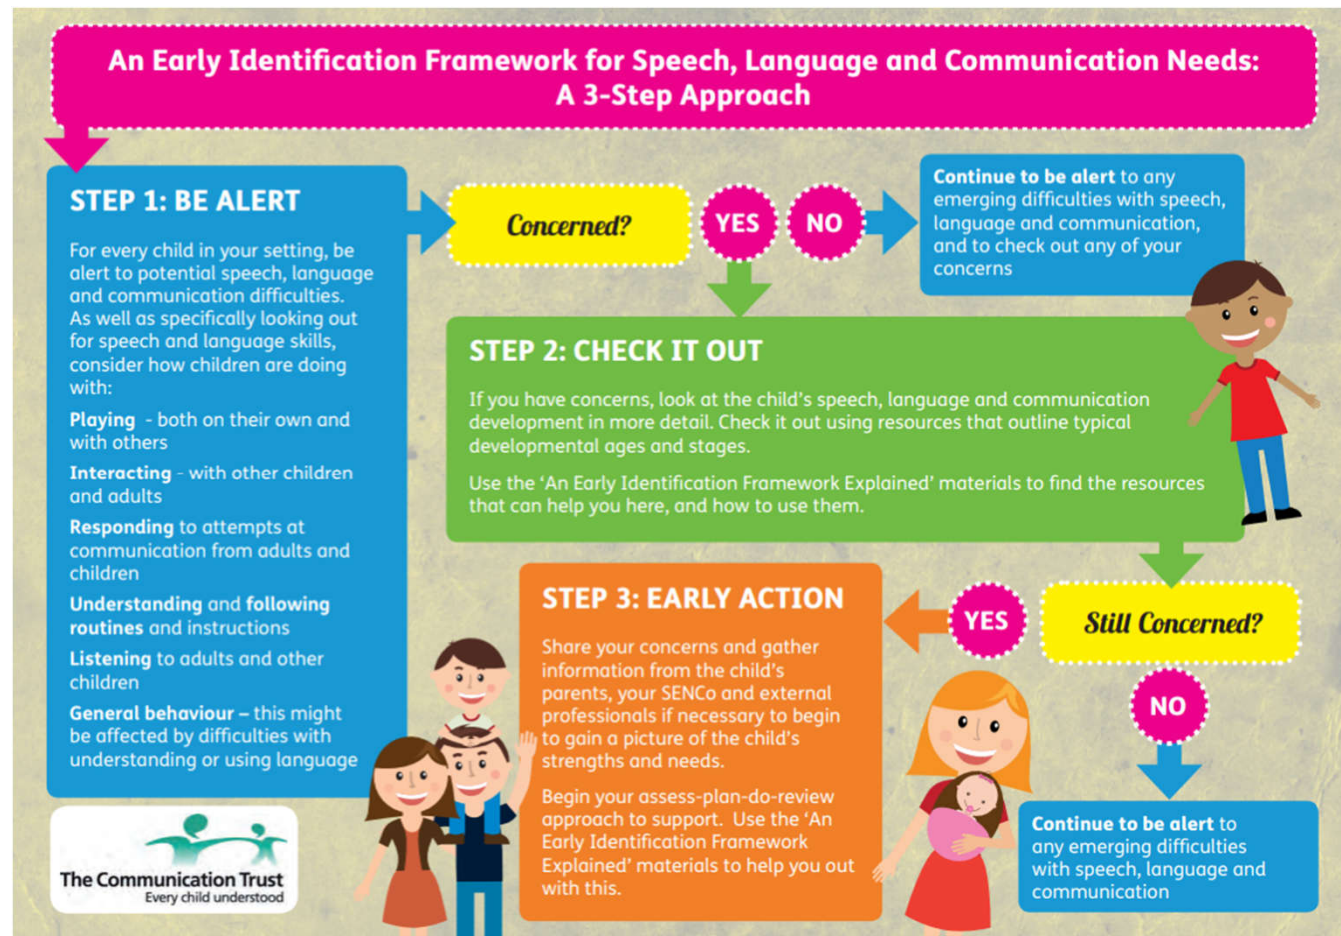 An Early Identification Framework for Speech, Language and Communication Needs:
A 3-Step Approach
STEP 1: BE ALERT
For every child in your setting, be
alert to potential speech, language
and communication difficulties.
As well as specifically looking out
for speech and language skills,
consider how children are doing
with:
Playing - both on their own and
with others
Interacting - with other children
and adults
Responding to attempts at
communication from adults and
children
Understanding and following
routines and instructions
Listening to adults and other
children
General behaviour – this might
be affected by difficulties with
understanding or using language
Concerned?
YES
NO
Continue to be alert to any
emerging difficulties with speech,
language and communication,
and to check out any of your
concerns
STEP 2: CHECK IT OUT
If you have concerns, look at the child's speech, language and communication
development in more detail. Check it out using resources that outline typical
developmental ages and stages.
Use the 'An Early Identification Framework Explained' materials to find the resources
that can help you here, and how to use them.
Still Concerned?
YES
NO
STEP 3: EARLY ACTION
Share your concerns and gather
information from the child's
parents, your SENCo and external
professionals if necessary to begin
to gain a picture of the child's
strengths and needs.
Begin your assess-plan-do-review
approach to support. Use the 'An
Early Identification Framework
Explained' materials to help you out
with this.
Continue to be alert to
any emerging difficulties
with speech, language and
communication
The Communication Trust
Every child understood